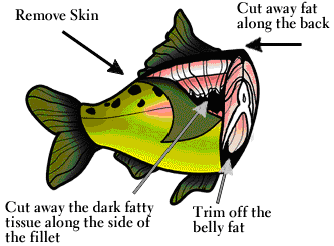 Remove Skin
Cut away fat
along the back
Cut away the dark fatty
tissue along the side of
the fillet
Trim off the
belly fat